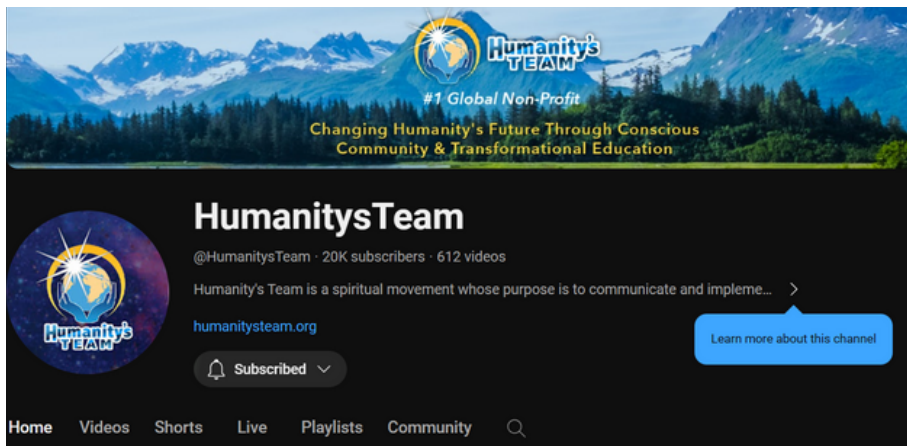 Humanity's
TEAM
#1 Global Non-Profit
Changing Humanity's Future Through Conscious
Community & Transformational Education
HumanitysTeam
@HumanitysTeam · 20K subscribers · 612 videos
Humanity's Team is a spiritual movement whose purpose is to communicate and impleme...
humanitysteam.org
Learn more about this channel
Subscribed
Humanity's
TEAM
Home Videos Shorts Live Playlists Community